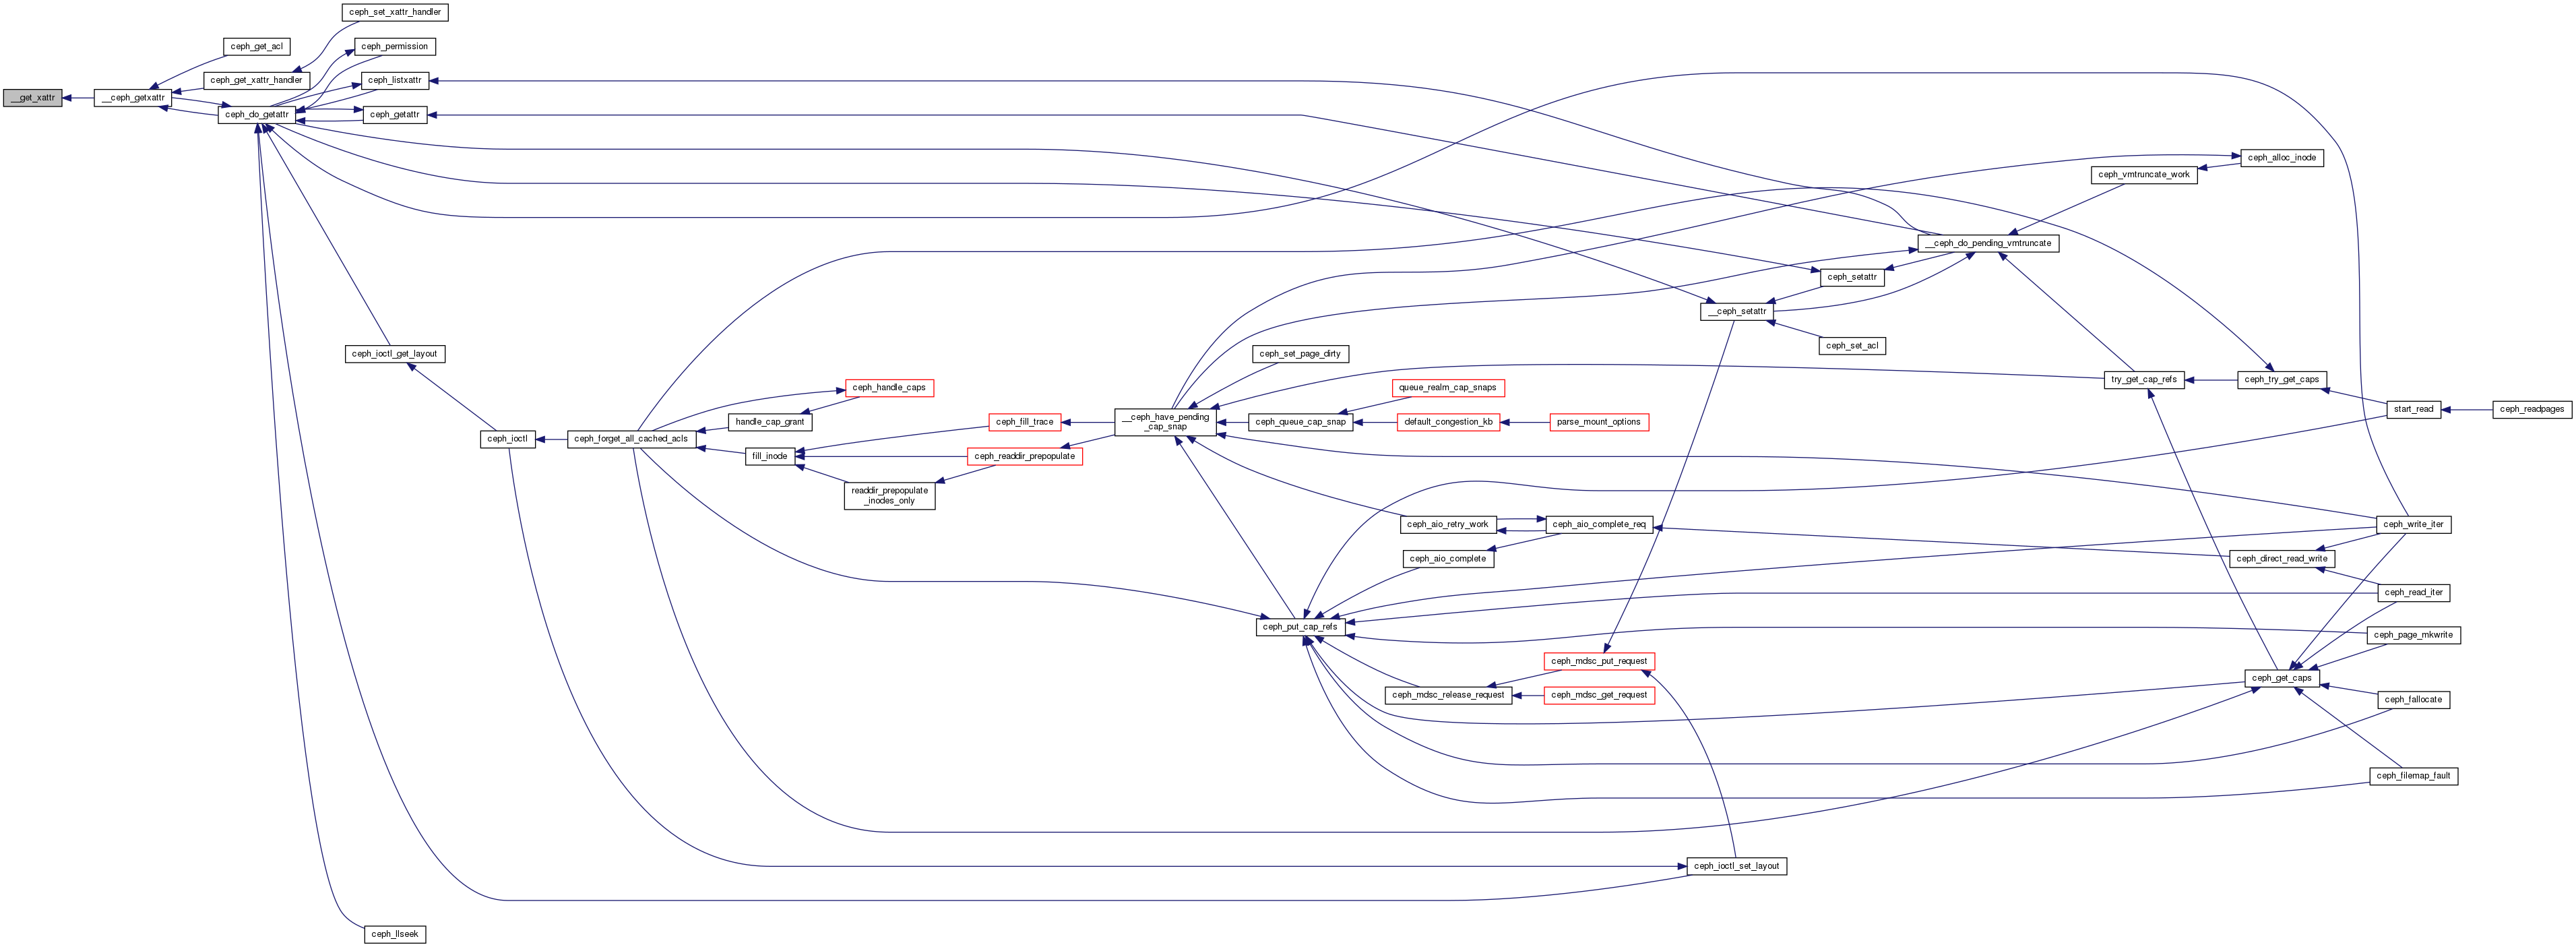 ceph_set_xattr_handler
ceph_get_acl
ceph_permission
ceph_get_xattr_handler
ceph_listxattr
__get_xattr
__ceph_getxattr
ceph_do_getattr
ceph_getattr
ceph_alloc_inode
ceph_vmtruncate_work
__ceph_do_pending_vmtruncate
ceph_setattr
__ceph_setattr
ceph_set_acl
ceph_ioctl_get_layout
ceph_set_page_dirty
try_get_cap_refs
ceph_try_get_caps
ceph_handle_caps
queue_realm_cap_snaps
start_read
ceph_readpages
handle_cap_grant
ceph_fill_trace
__ceph_have_pending
_cap_snap
ceph_queue_cap_snap
default_congestion_kb
parse_mount_options
ceph_ioctl
ceph_forget_all_cached_acls
fill_inode
ceph_readdir_prepopulate
readdir_prepopulate
_inodes_only
ceph_aio_retry_work
ceph_aio_complete_req
ceph_write_iter
ceph_aio_complete
ceph_direct_read_write
ceph_read_iter
ceph_put_cap_refs
ceph_page_mkwrite
ceph_mdsc_put_request
ceph_get_caps
ceph_mdsc_release_request
ceph_mdsc_get_request
ceph_fallocate
ceph_filemap_fault
ceph_ioctl_set_layout
ceph_llseek